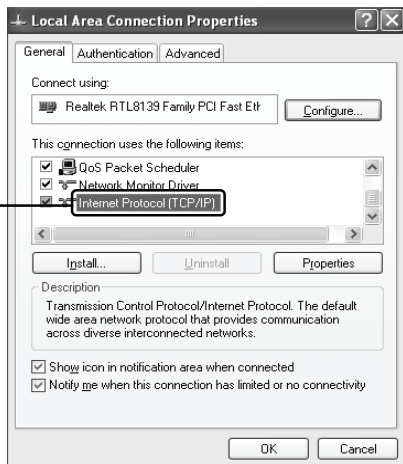 Local Area Connection Properties
General Authentication Advanced
Connect using:
Realtek RTL8139 Family PCI Fast Eth
Configure...
This connection uses the following items:
QoS Packet Scheduler
Network Monitor Driver
Internet Protocol (TCP/IP)
Install... Uninstall Properties
Description
Transmission Control Protocol/Internet Protocol. The default
wide area network protocol that provides communication
across diverse interconnected networks.
Show icon in notification area when connected
Notify me when this connection has limited or no connectivity
OK Cancel